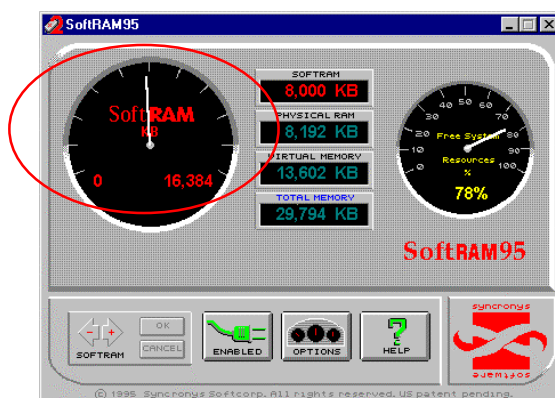 SoftRAM95
SoftRAM
KB
0
16,384
SOFTRAM
8,000 KB
PHYSICAL RAM
8,192 KB
VIRTUAL MEMORY
13,602 KB
TOTAL MEMORY
29,794 KB
0
10
20
30
40
50
60
70
80
90
100
Free System
Resources
%
78%
SoftRAM95
SOFTRAM
OK
CANCEL
ENABLED
OPTIONS
HELP
syncronys
software
© 1995 Syncronys Softcorp. All rights reserved. US patent pending.